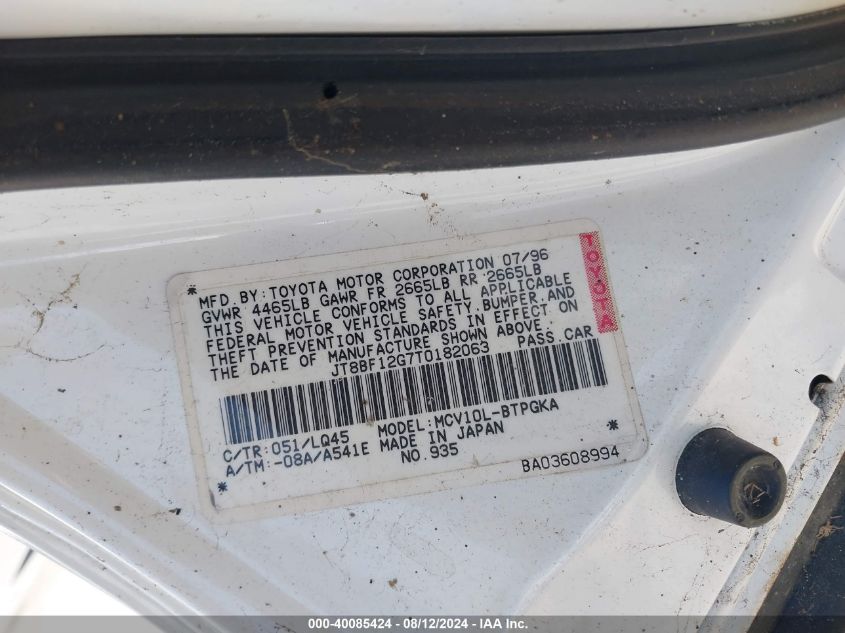 MFD. BY: TOYOTA MOTOR CORPORATION 07/96
GVWR 4465LB GAWR FR 2665LB RR 2665LB
THIS VEHICLE CONFORMS TO ALL APPLICABLE
FEDERAL MOTOR VEHICLE SAFETY, BUMPER, AND
THEFT PREVENTION STANDARDS IN EFFECT ON
THE DATE OF MANUFACTURE SHOWN ABOVE.
JT8BF12G7T0182063 PASS. CAR
TOYOTA
C/TR: 051/LQ45 MODEL: MCV10L-BTPGKA
A/TM: -08A/A541E MADE IN JAPAN
NO. 935 BA03608994
000-40085424 - 08/12/2024 - IAA Inc.